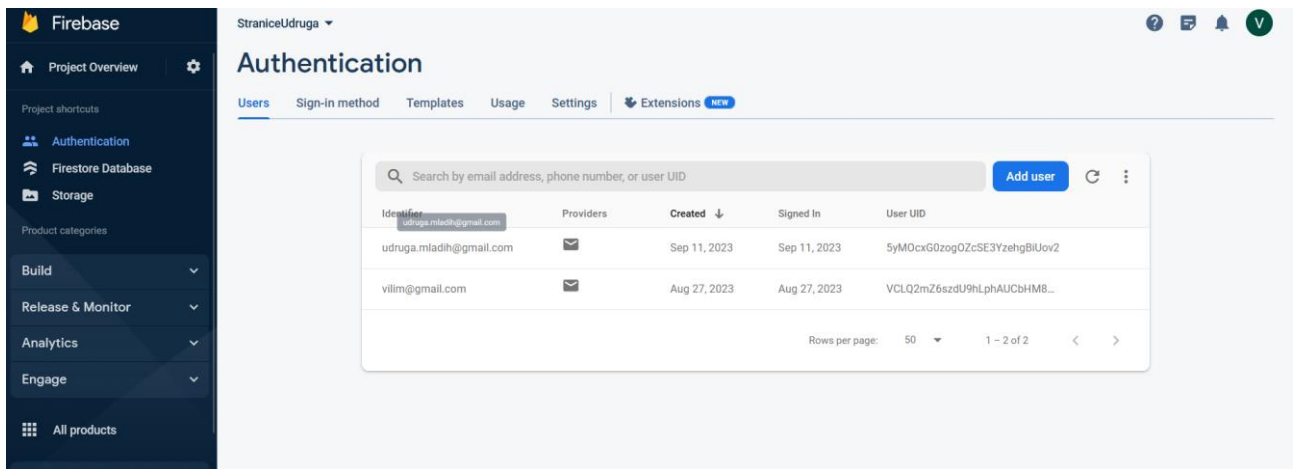 Firebase
Project Overview
Project shortcuts
Authentication
Firestore Database
Storage
Product categories
Build
Release & Monitor
Analytics
Engage
All products
StraniceUdruga
V
Authentication
Users Sign-in method Templates Usage Settings Extensions NEW
Search by email address, phone number, or user UID Add user
Identifier Providers Created Signed In User UID
udruga.mladih@gmail.com
udruga.mladih@gmail.com Sep 11, 2023 Sep 11, 2023 5yMOcxG0zogOZcSE3YzehgBiUov2
vilim@gmail.com Aug 27, 2023 Aug 27, 2023 VCLQ2mZ6szdU9hLphAUCbHM8...
Rows per page: 50 1 – 2 of 2